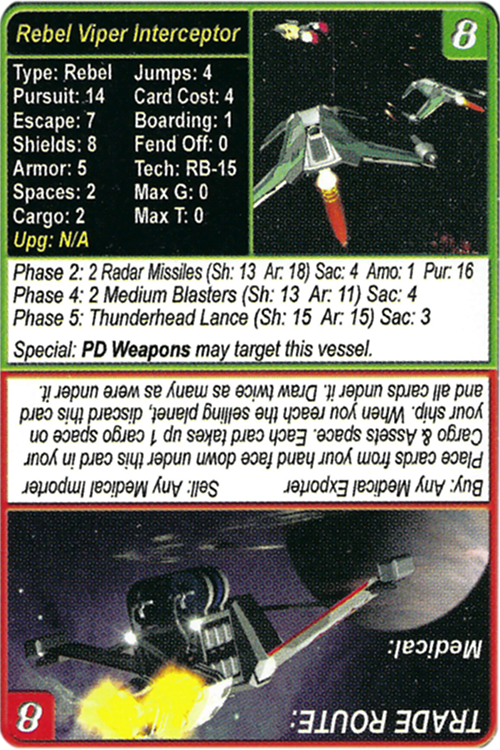 Rebel Viper Interceptor
8
Type: Rebel Jumps: 4
Pursuit: 14 Card Cost: 4
Escape: 7 Boarding: 1
Shields: 8 Fend Off: 0
Armor: 5 Tech: RB-15
Spaces: 2 Max G: 0
Cargo: 2 Max T: 0
Upg: N/A
Phase 2: 2 Radar Missiles (Sh: 13 Ar: 18) Sac: 4 Amo: 1 Pur: 16
Phase 4: 2 Medium Blasters (Sh: 13 Ar: 11) Sac: 4
Phase 5: Thunderhead Lance (Sh: 15 Ar: 15) Sac: 3
Special: PD Weapons may target this vessel.
TRADE ROUTE:
8
Medical:
Buy: Any Medical Exporter Sell: Any Medical Importer
Place cards from your hand face down under this card in your
Cargo & Assets space. Each card takes up 1 cargo space on
your ship. When you reach the selling planet, discard this card
and all cards under it. Draw twice as many as were under it.